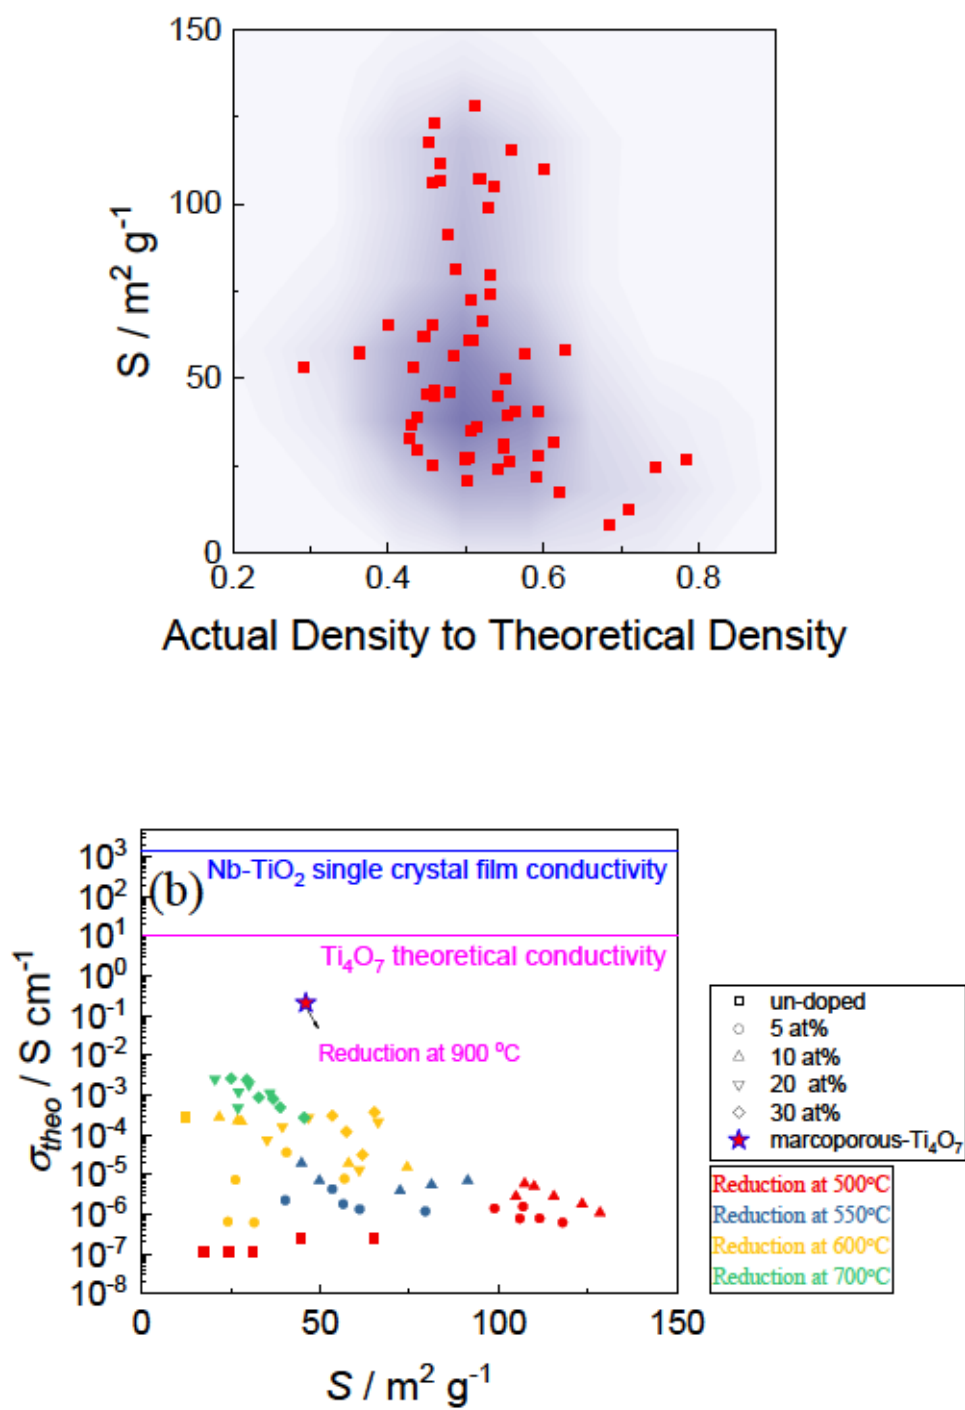 150
100
50
0
S / m² g⁻¹
0.2 0.4 0.6 0.8
Actual Density to Theoretical Density
10³
10²
10¹
10⁰
10⁻¹
10⁻²
10⁻³
10⁻⁴
10⁻⁵
10⁻⁶
10⁻⁷
10⁻⁸
σtheo / S cm⁻¹
(b)
Nb-TiO₂ single crystal film conductivity
Ti₄O₇ theoretical conductivity
Reduction at 900 ⁰C
0 50 100 150
S / m² g⁻¹
un-doped
5 at%
10 at%
20 at%
30 at%
marcoporous-Ti₄O₇
Reduction at 500°C
Reduction at 550°C
Reduction at 600°C
Reduction at 700°C